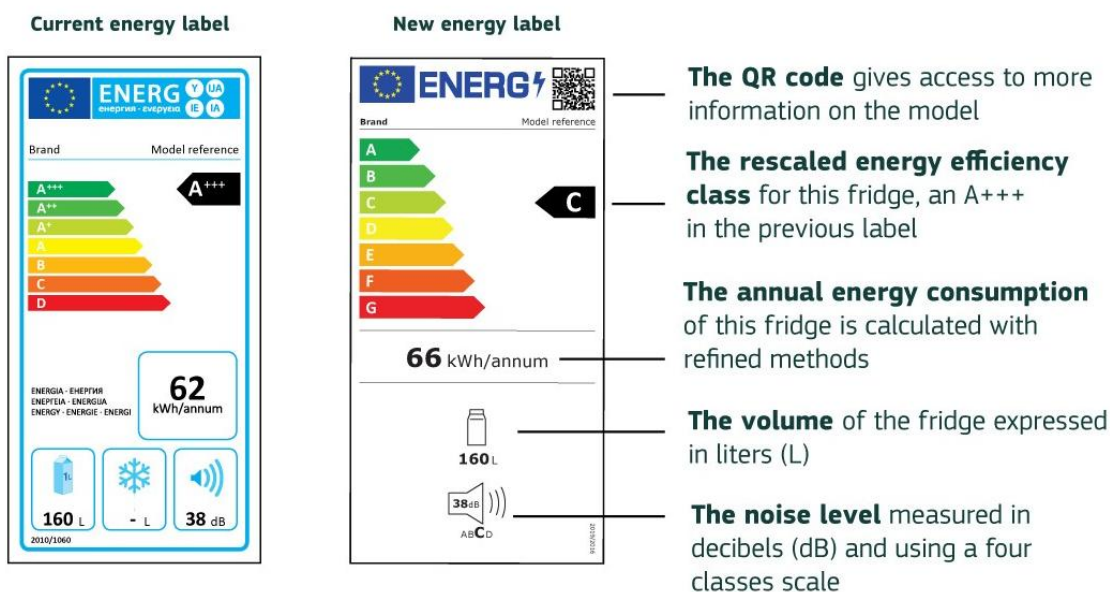 Current energy label
ENERG Y UA
енергия · ενεργεια IE IA
Brand Model reference
A+++
A++
A+
A
B
C
D
A+++
ENERGIA · ЕНЕРГИЯ
ΕΝΕΡΓΕΙΑ · ENERGIJA
ENERGY · ENERGIE · ENERGI
62
kWh/annum
1L
160 L
- L
38 dB
2010/1060
New energy label
ENERG
Brand Model reference
A
B
C
D
E
F
G
C
66 kWh/annum
160 L
38dB
ABCD
2019/2016
The QR code gives access to more
information on the model
The rescaled energy efficiency
class for this fridge, an A+++
in the previous label
The annual energy consumption
of this fridge is calculated with
refined methods
The volume of the fridge expressed
in liters (L)
The noise level measured in
decibels (dB) and using a four
classes scale